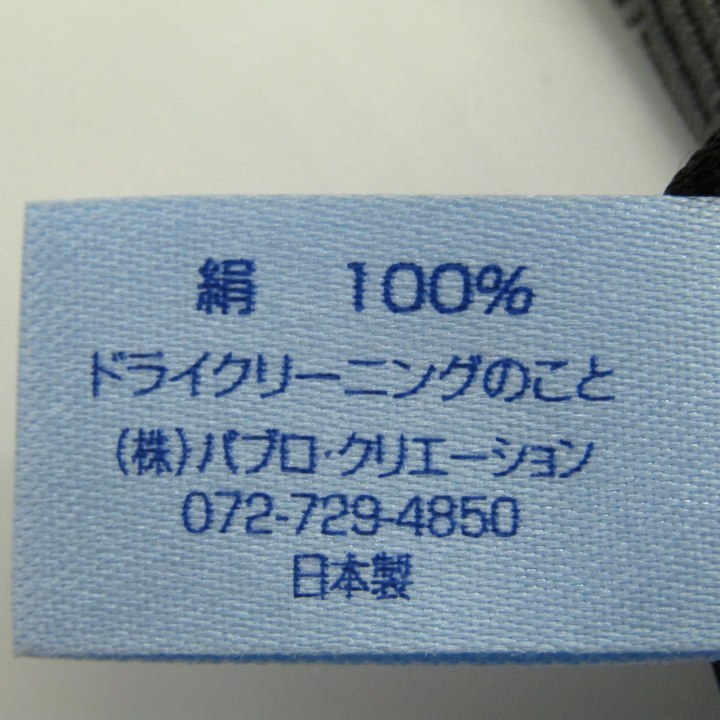 絹　100%
ドライクリーニングのこと
(株)パブロ・クリエーション
072-729-4850
日本製